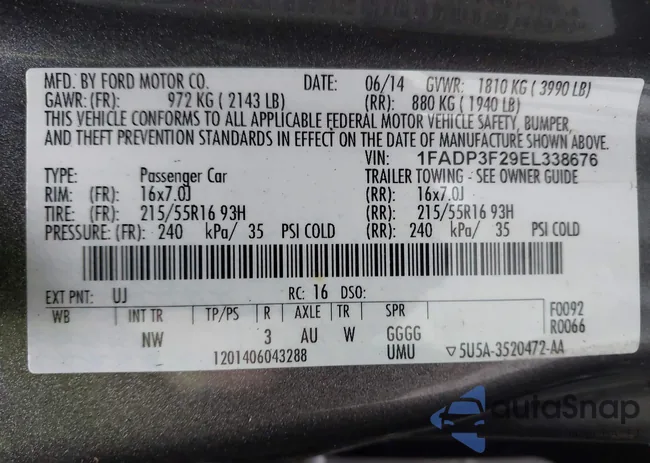 MFD. BY FORD MOTOR CO. DATE: 06/14 GVWR: 1810 KG ( 3990 LB)
GAWR: (FR): 972 KG ( 2143 LB) (RR): 880 KG ( 1940 LB)
THIS VEHICLE CONFORMS TO ALL APPLICABLE FEDERAL MOTOR VEHICLE SAFETY, BUMPER,
AND THEFT PREVENTION STANDARDS IN EFFECT ON THE DATE OF MANUFACTURE SHOWN ABOVE.
VIN: 1FADP3F29EL338676
TYPE: Passenger Car TRAILER TOWING - SEE OWNER GUIDE
RIM: (FR): 16x7.0J (RR): 16x7.0J
TIRE: (FR): 215/55R16 93H (RR): 215/55R16 93H
PRESSURE: (FR): 240 kPa/ 35 PSI COLD (RR): 240 kPa/ 35 PSI COLD
EXT PNT: UJ RC: 16 DSO:
WB INT TR TP/PS R AXLE TR SPR F0092
NW 3 AU W GGGG R0066
1201406043288 UMU ▽5U5A-3520472-AA
autoSnap